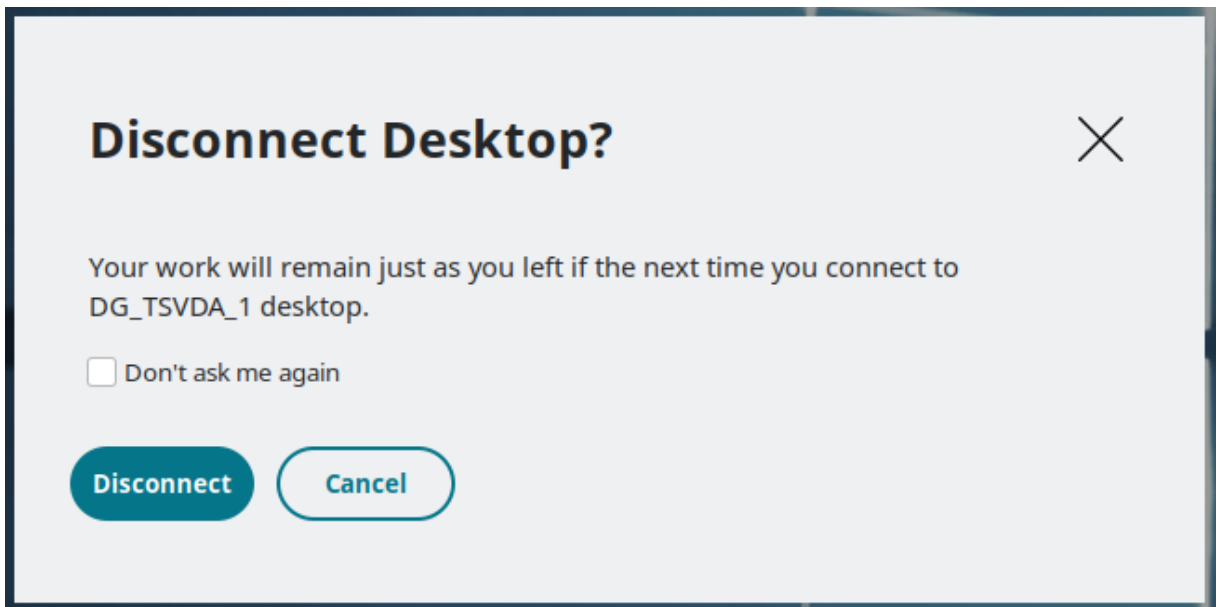 Disconnect Desktop?
Your work will remain just as you left if the next time you connect to
DG_TSVDA_1 desktop.
Don't ask me again
Disconnect
Cancel